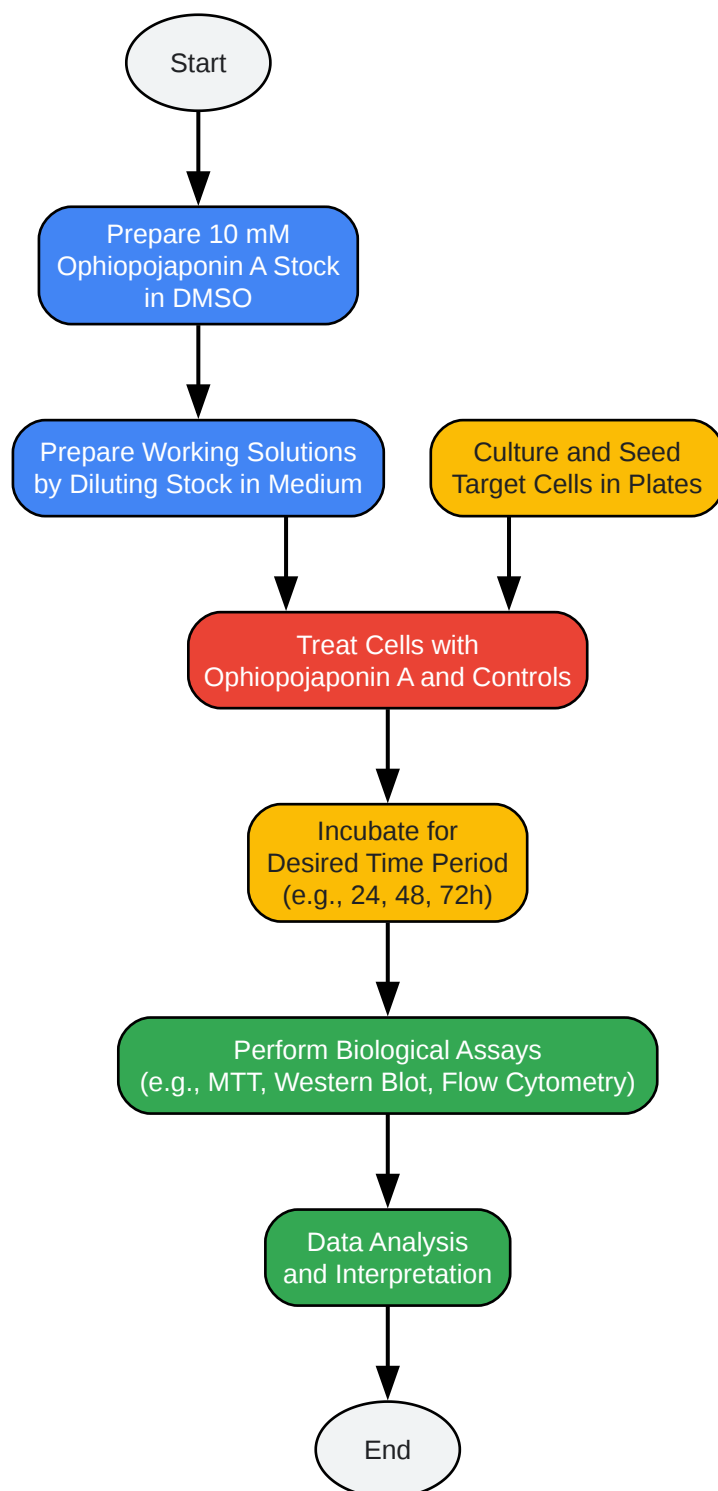 Start
Prepare 10 mM
Ophiopojaponin A Stock
in DMSO
Prepare Working Solutions
by Diluting Stock in Medium
Culture and Seed
Target Cells in Plates
Treat Cells with
Ophiopojaponin A and Controls
Incubate for
Desired Time Period
(e.g., 24, 48, 72h)
Perform Biological Assays
(e.g., MTT, Western Blot, Flow Cytometry)
Data Analysis
and Interpretation
End